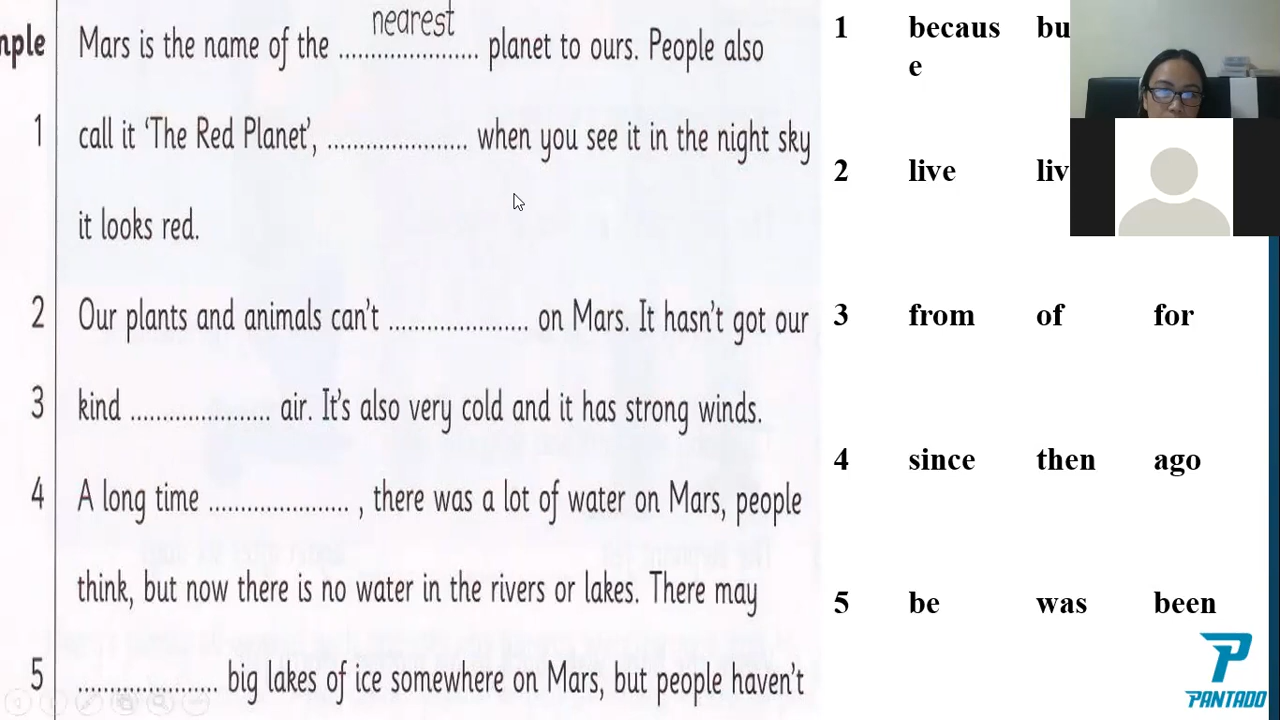 nearest
mple Mars is the name of the ........................ planet to ours. People also
1 call it 'The Red Planet', ........................ when you see it in the night sky
it looks red.
2 Our plants and animals can't ........................ on Mars. It hasn't got our
3 kind ........................ air. It's also very cold and it has strong winds.
4 A long time ........................ , there was a lot of water on Mars, people
think, but now there is no water in the rivers or lakes. There may
5 ........................ big lakes of ice somewhere on Mars, but people haven't
1 becaus bu
e
2 live liv
3 from of for
4 since then ago
5 be was been
PANTADO